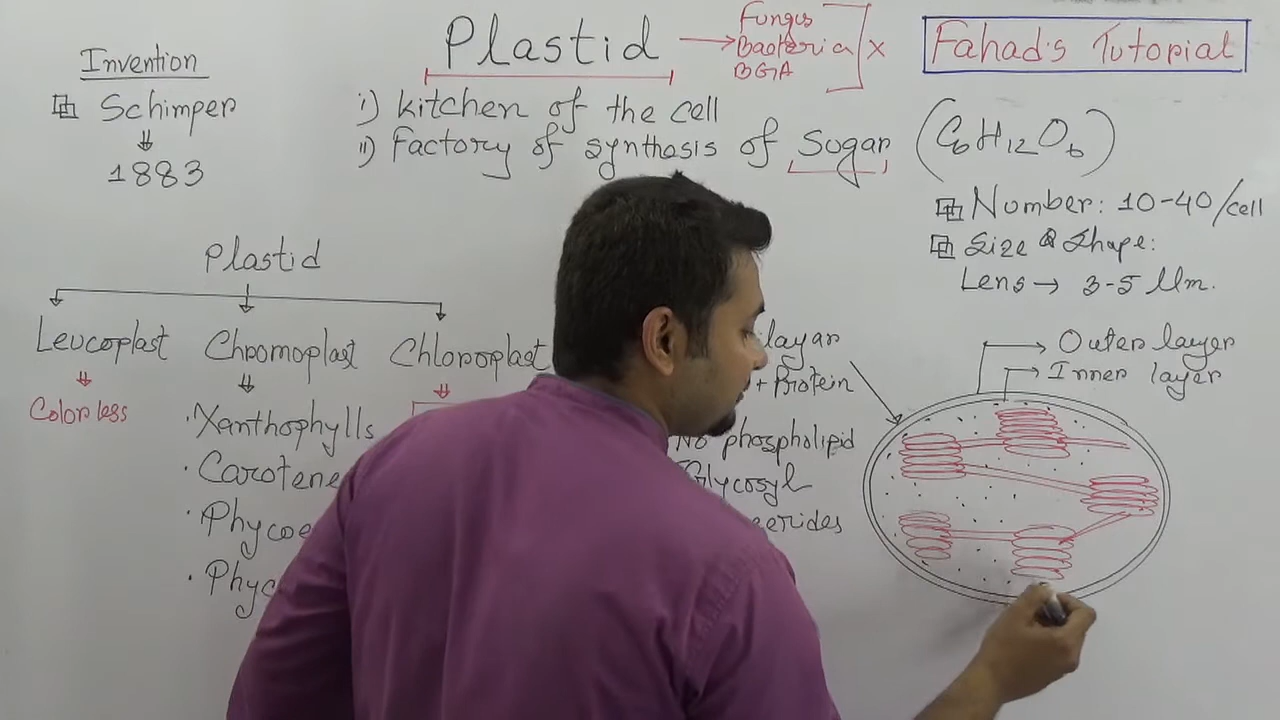 Plastid
Fungus
Bacteria
BGA
x
Fahad's Tutorial
Invention
Schimper
1883
i) kitchen of the cell
ii) Factory of synthesis of Sugar (C6H12O6)
Number: 10-40/cell
Size & Shape:
Lens → 3-5 Um.
Plastid
Leucoplast
Chromoplast
Chloroplast
Colorless
Xanthophylls
Carotene
layer
+ Protein
No phospholipid
Glycosyl
Outer layer
Inner layer